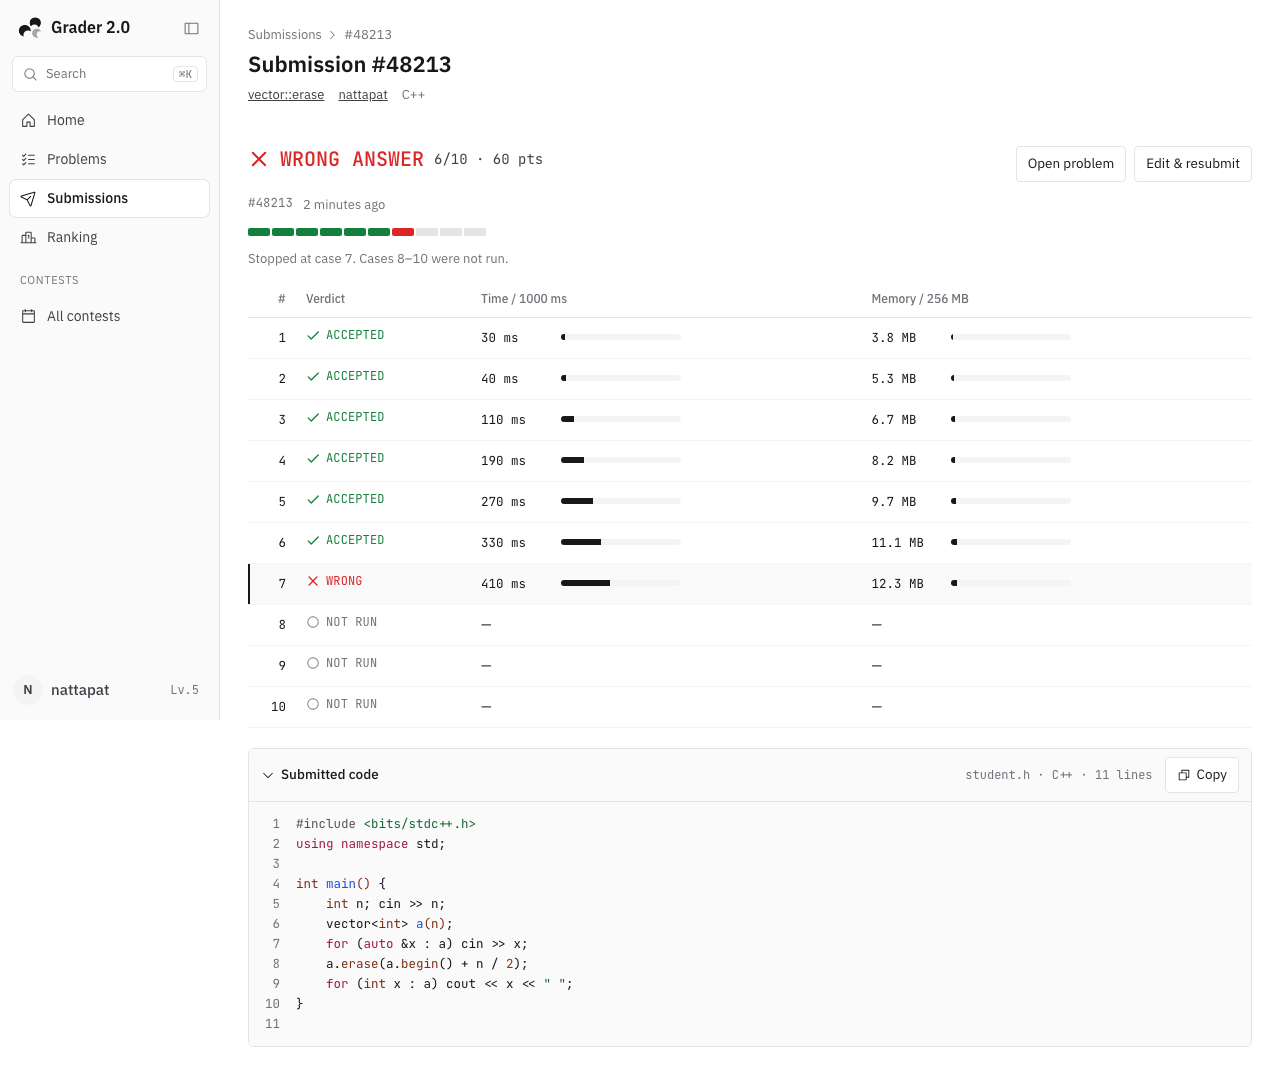 Grader 2.0
Search ⌘K
Home
Problems
Submissions
Ranking
CONTESTS
All contests
N nattapat Lv.5
Submissions > #48213
Submission #48213
vector::erase nattapat C++
WRONG ANSWER 6/10 · 60 pts
Open problem Edit & resubmit
#48213 2 minutes ago
Stopped at case 7. Cases 8–10 were not run.
# Verdict Time / 1000 ms Memory / 256 MB
1 ACCEPTED 30 ms 3.8 MB
2 ACCEPTED 40 ms 5.3 MB
3 ACCEPTED 110 ms 6.7 MB
4 ACCEPTED 190 ms 8.2 MB
5 ACCEPTED 270 ms 9.7 MB
6 ACCEPTED 330 ms 11.1 MB
7 WRONG 410 ms 12.3 MB
8 NOT RUN — —
9 NOT RUN — —
10 NOT RUN — —
Submitted code student.h · C++ · 11 lines Copy
1 #include <bits/stdc++.h>
2 using namespace std;
3
4 int main() {
5     int n; cin >> n;
6     vector<int> a(n);
7     for (auto &x : a) cin >> x;
8     a.erase(a.begin() + n / 2);
9     for (int x : a) cout << x << " ";
10 }
11